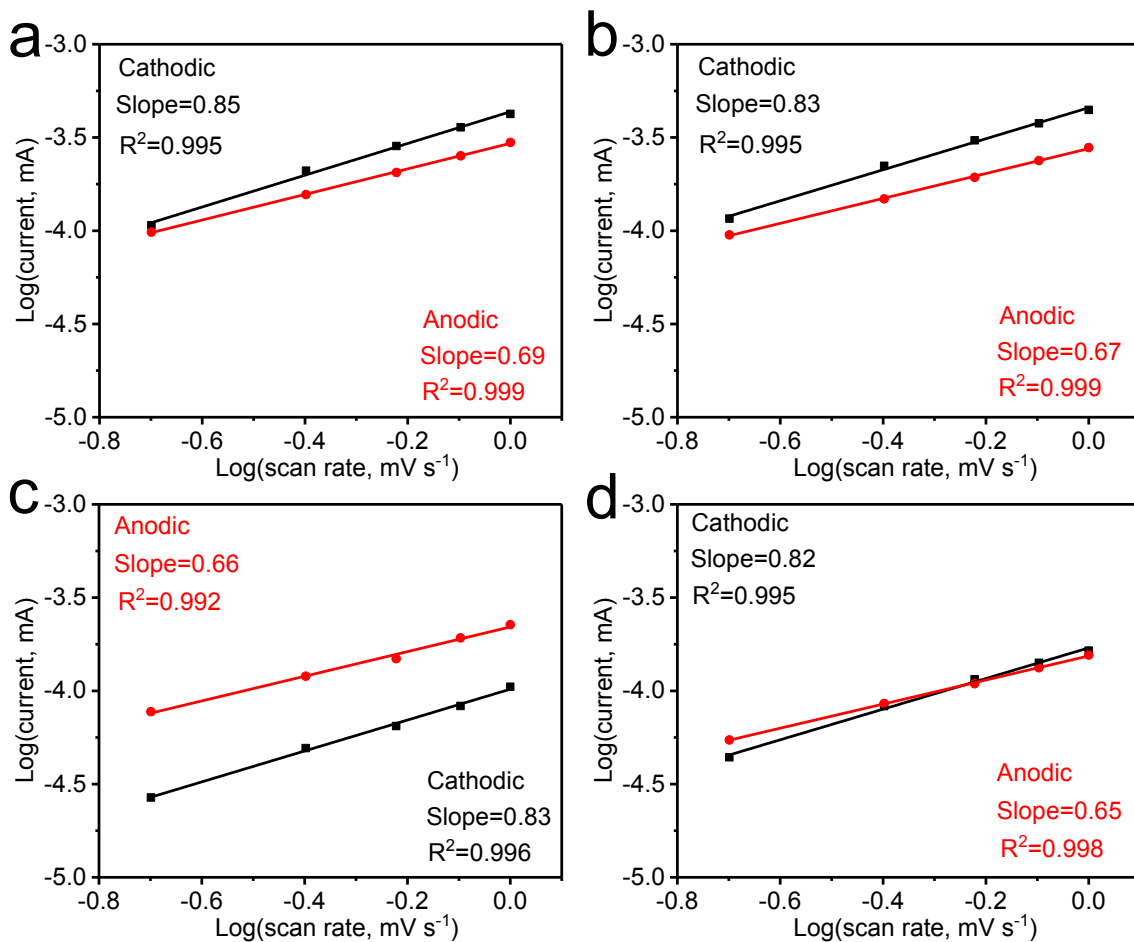 a
-3.0
-3.5
-4.0
-4.5
-5.0
Log(current, mA)
Cathodic
Slope=0.85
R²=0.995
Anodic
Slope=0.69
R²=0.999
-0.8 -0.6 -0.4 -0.2 0.0
Log(scan rate, mV s⁻¹)
b
-3.0
-3.5
-4.0
-4.5
-5.0
Log(current, mA)
Cathodic
Slope=0.83
R²=0.995
Anodic
Slope=0.67
R²=0.999
-0.8 -0.6 -0.4 -0.2 0.0
Log(scan rate, mV s⁻¹)
c
-3.0
-3.5
-4.0
-4.5
-5.0
Log(current, mA)
Anodic
Slope=0.66
R²=0.992
Cathodic
Slope=0.83
R²=0.996
-0.8 -0.6 -0.4 -0.2 0.0
Log(scan rate, mV s⁻¹)
d
-3.0
-3.5
-4.0
-4.5
-5.0
Log(current, mA)
Cathodic
Slope=0.82
R²=0.995
Anodic
Slope=0.65
R²=0.998
-0.8 -0.6 -0.4 -0.2 0.0
Log(scan rate, mV s⁻¹)